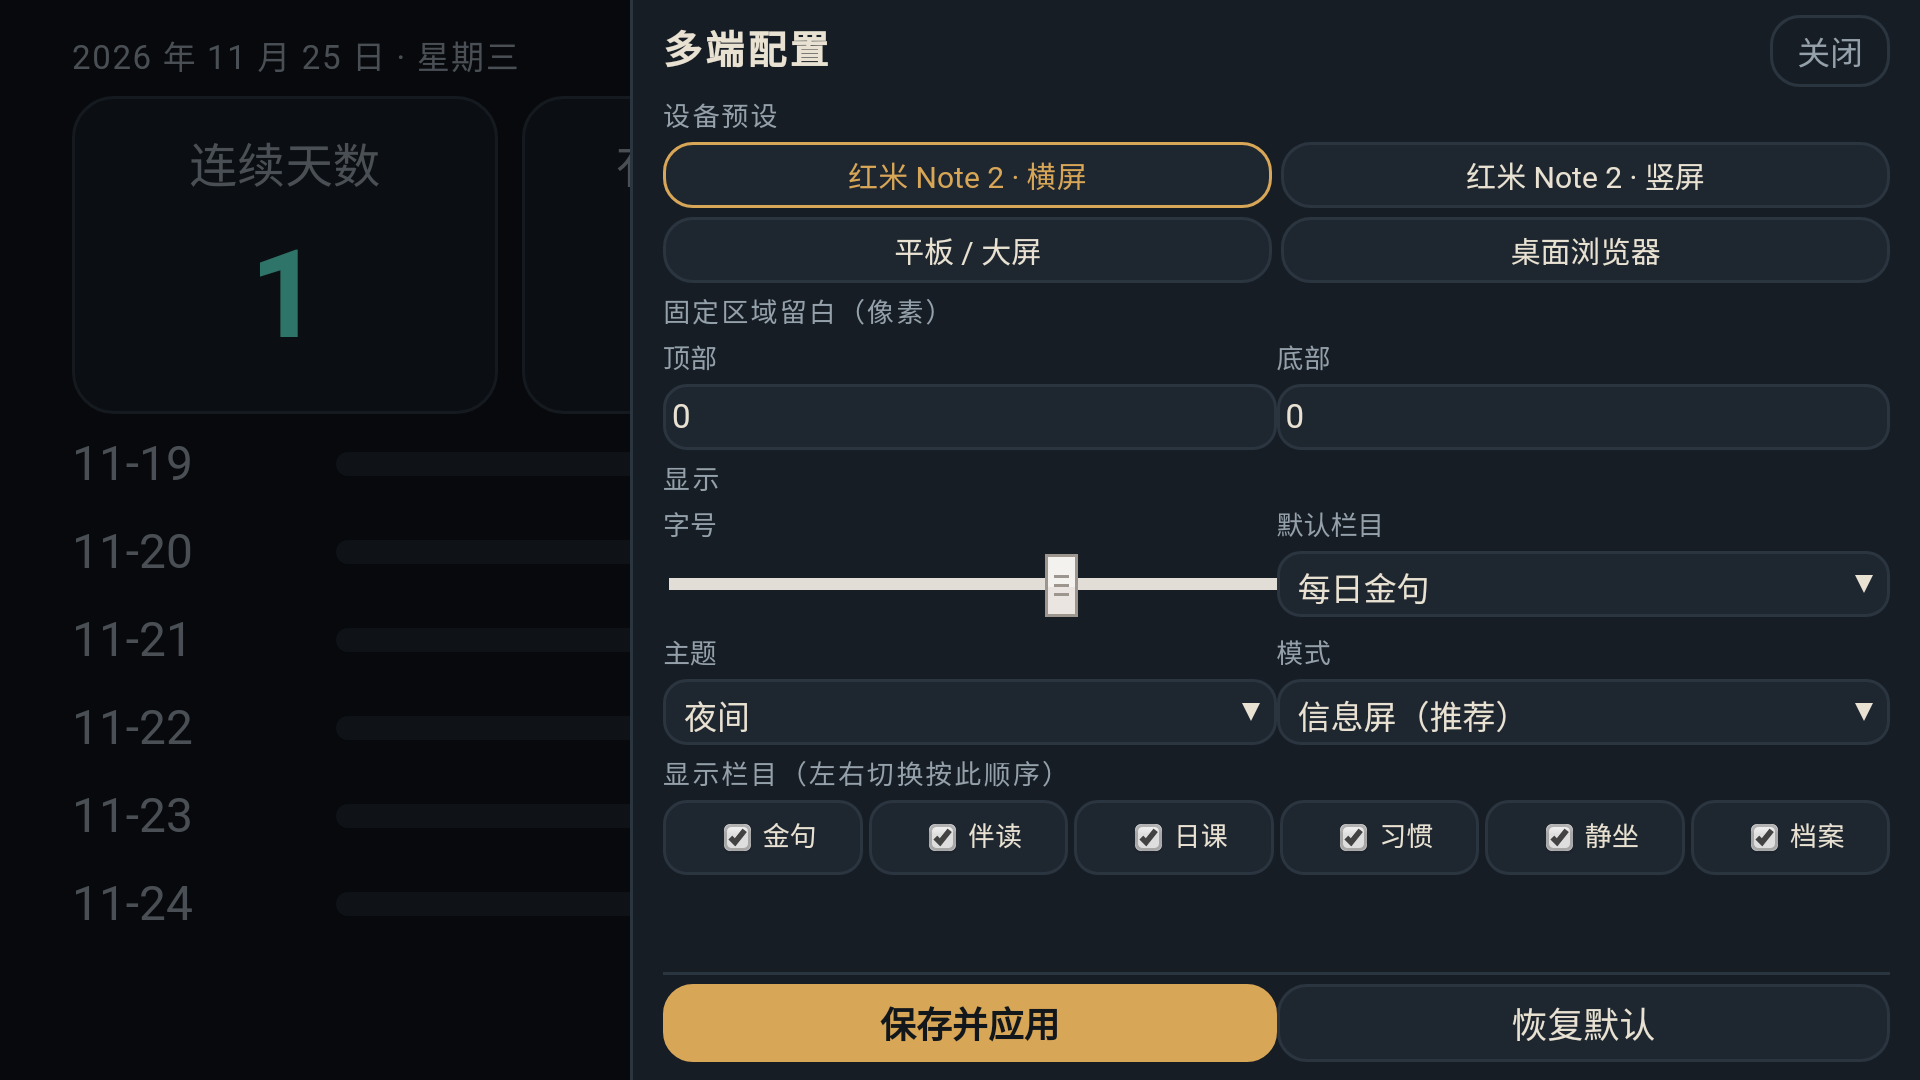 2026 年 11 月 25 日 · 星期三
连续天数
1
11-19
11-20
11-21
11-22
11-23
11-24
多端配置
关闭
设备预设
红米 Note 2 · 横屏
红米 Note 2 · 竖屏
平板 / 大屏
桌面浏览器
固定区域留白（像素）
顶部
底部
0
0
显示
字号
默认栏目
每日金句
主题
模式
夜间
信息屏（推荐）
显示栏目（左右切换按此顺序）
金句
伴读
日课
习惯
静坐
档案
保存并应用
恢复默认